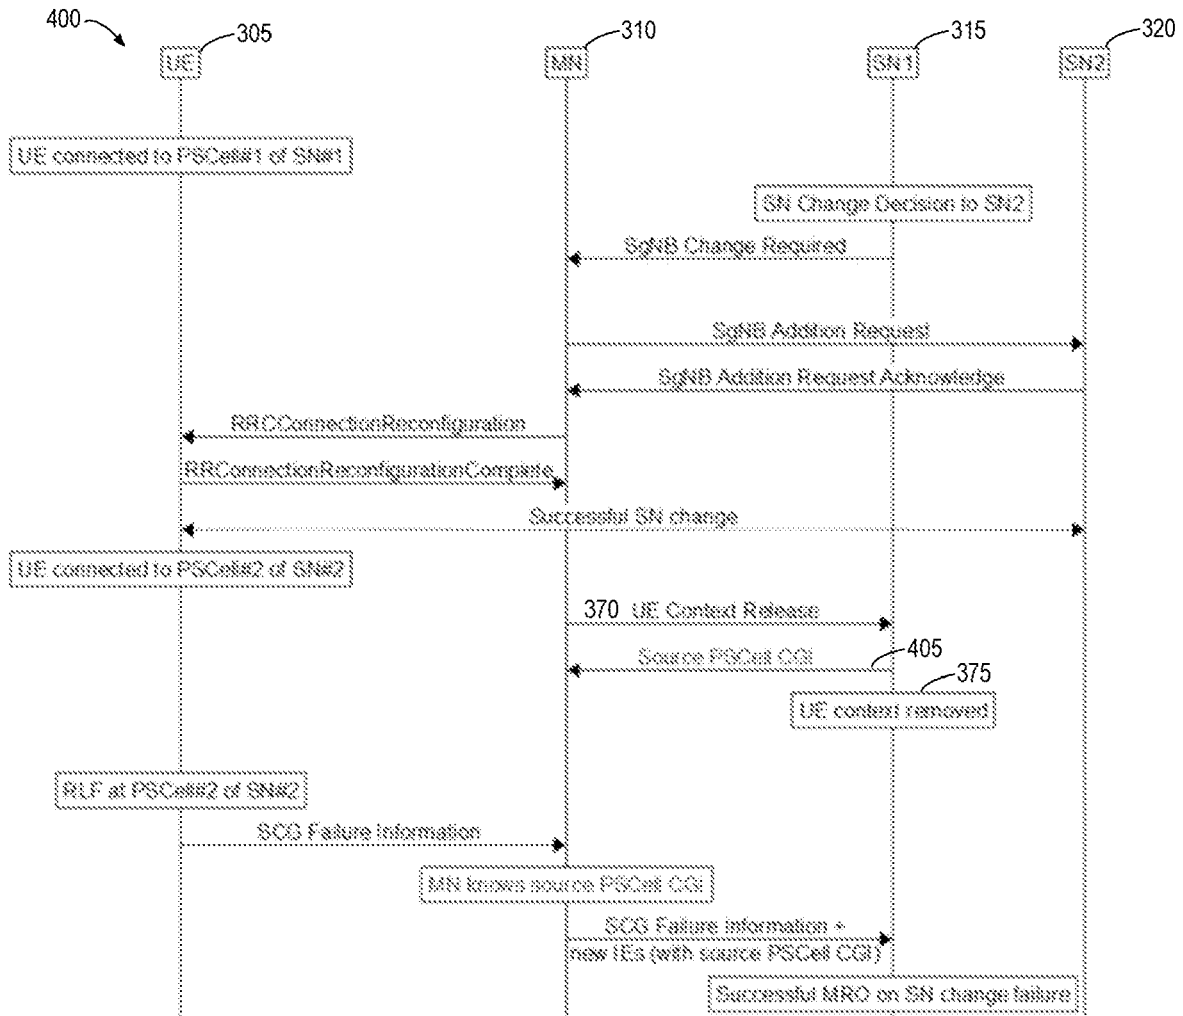 400
305
310
315
320
UE
MN
SN1
SN2
UE connected to PSCell#1 of SN#1
SN Change Decision to SN2
SgNB Change Required
SgNB Addition Request
SgNB Addition Request Acknowledge
RRCConnectionReconfiguration
RRConnectionReconfigurationComplete
Successful SN change
UE connected to PSCell#2 of SN#2
370 UE Context Release
Source PSCell CGI
405
375
UE context removed
RLF at PSCell#2 of SN#2
SCG Failure Information
MN knows source PSCell CGI
SCG Failure Information +
new IEs (with source PSCell CGI)
Successful MRO on SN change failure